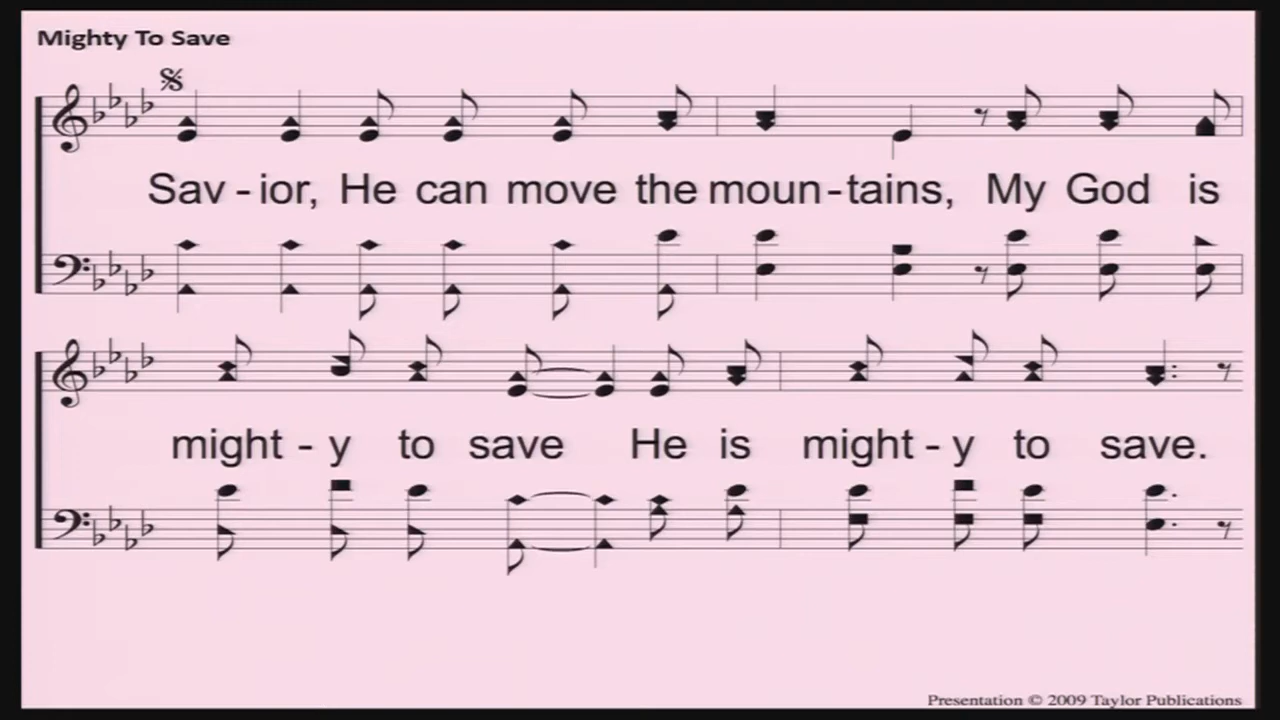 Mighty To Save
Sav - ior, He can move the moun - tains, My God is
might - y to save He is might - y to save.
Presentation © 2009 Taylor Publications